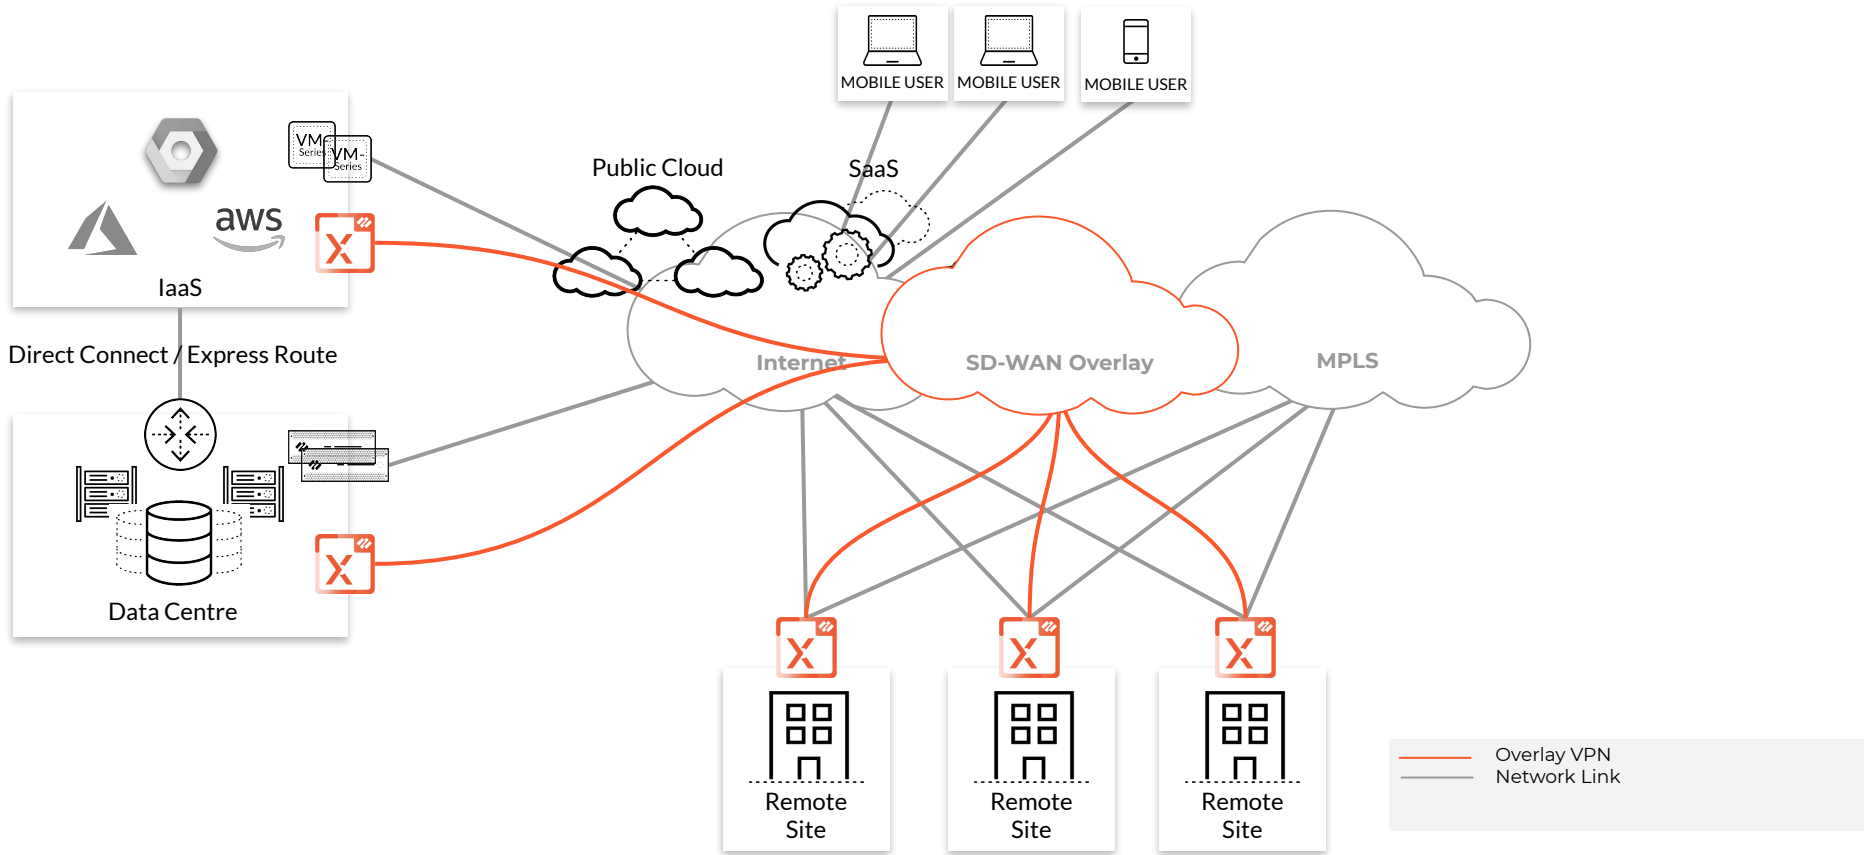 MOBILE USER
MOBILE USER
MOBILE USER
VM-
Series
VM-
Series
aws
X
IaaS
Public Cloud
SaaS
Direct Connect / Express Route
Internet
SD-WAN Overlay
MPLS
X
Data Centre
X
X
X
Remote
Site
Remote
Site
Remote
Site
Overlay VPN
Network Link